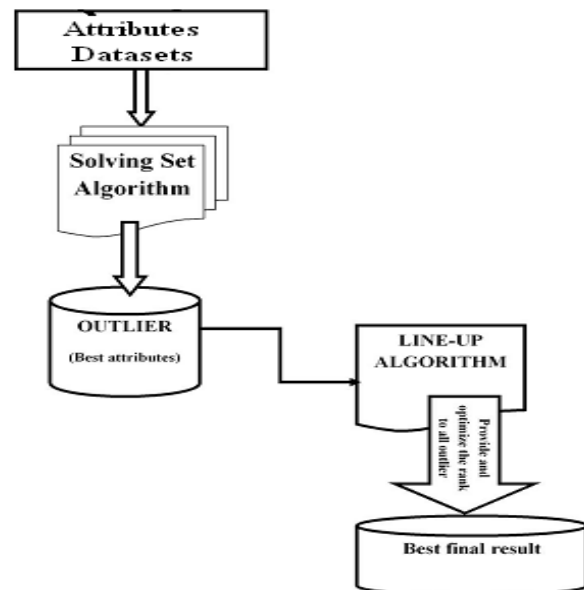 Attributes
Datasets
Solving Set
Algorithm
OUTLIER
(Best attributes)
LINE-UP
ALGORITHM
Provide and
optimize the rank
to all outlier
Best final result